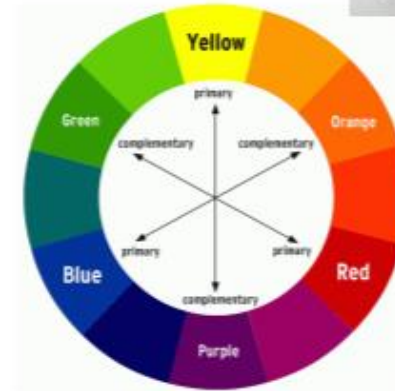 Yellow
primary
Green
Orange
complementary
complementary
primary
primary
Blue
Red
complementary
Purple